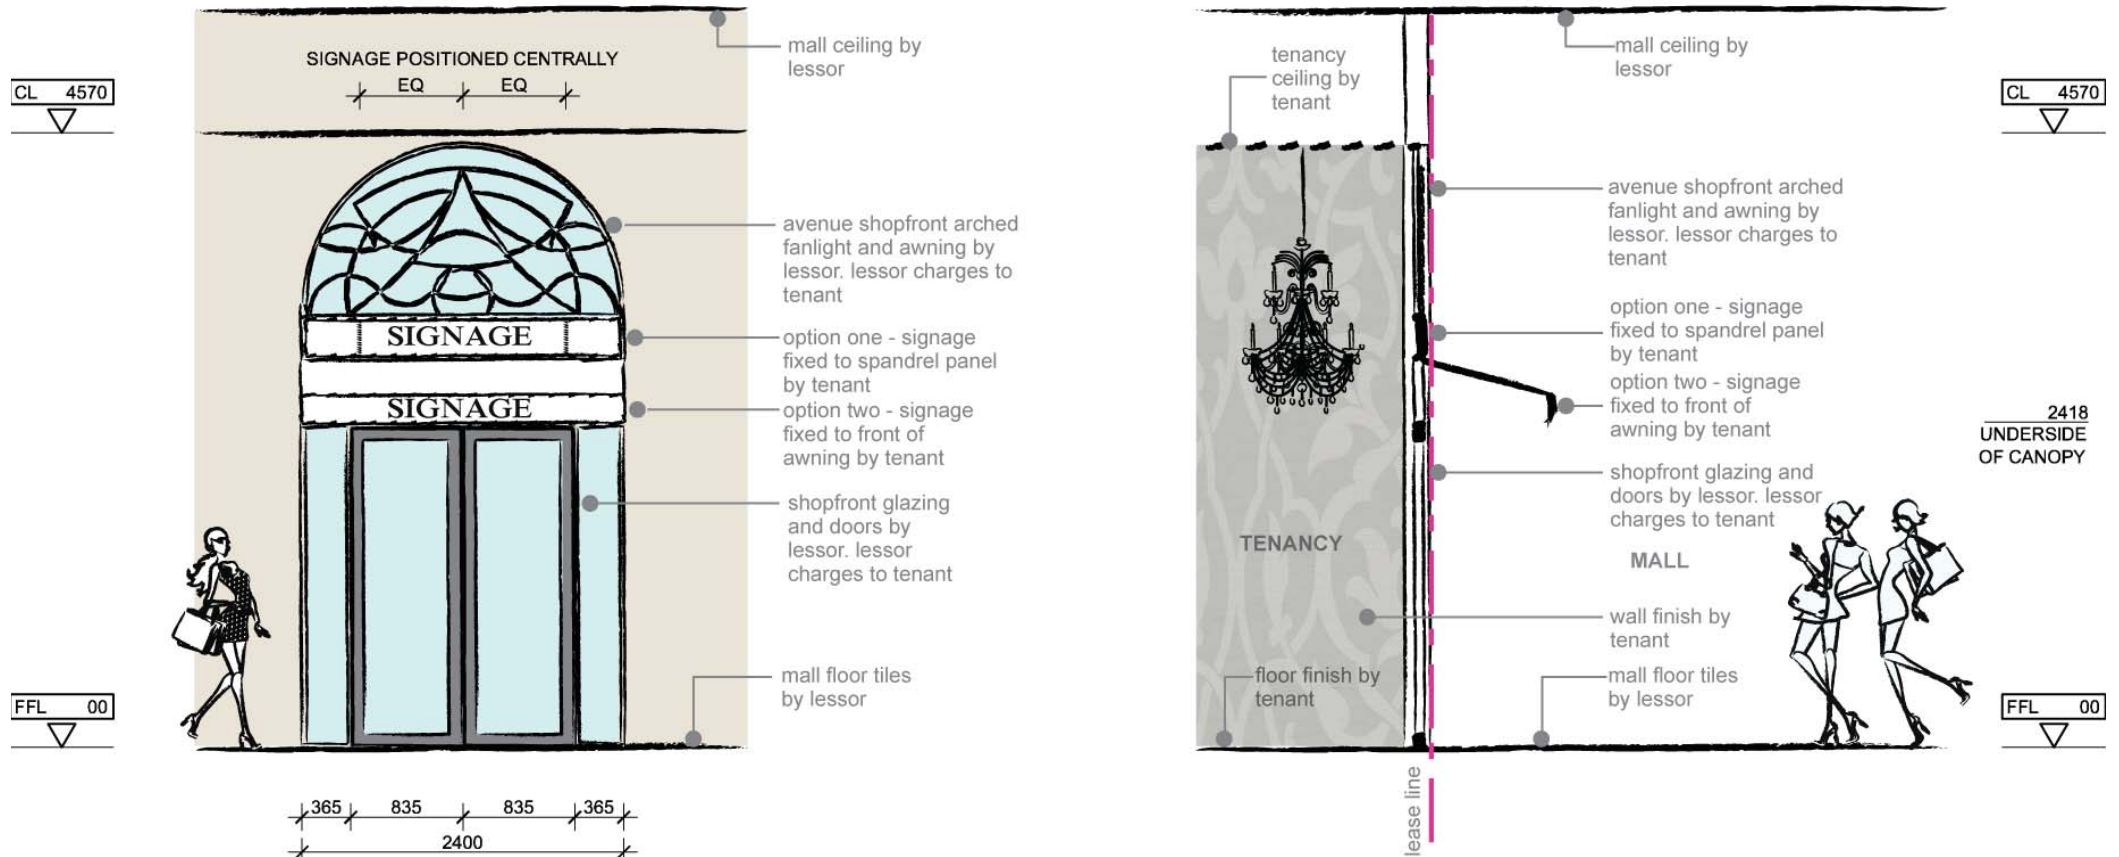 SIGNAGE POSITIONED CENTRALLY
EQ EQ
CL 4570
mall ceiling by
lessor
avenue shopfront arched
fanlight and awning by
lessor. lessor charges to
tenant
SIGNAGE
option one - signage
fixed to spandrel panel
by tenant
SIGNAGE
option two - signage
fixed to front of
awning by tenant
shopfront glazing
and doors by
lessor. lessor
charges to tenant
mall floor tiles
by lessor
FFL 00
365 835 835 365
2400
tenancy
ceiling by
tenant
mall ceiling by
lessor
CL 4570
avenue shopfront arched
fanlight and awning by
lessor. lessor charges to
tenant
option one - signage
fixed to spandrel panel
by tenant
option two - signage
fixed to front of
awning by tenant
2418
UNDERSIDE
OF CANOPY
shopfront glazing and
doors by lessor. lessor
charges to tenant
TENANCY
MALL
wall finish by
tenant
floor finish by
tenant
mall floor tiles
by lessor
FFL 00
lease line